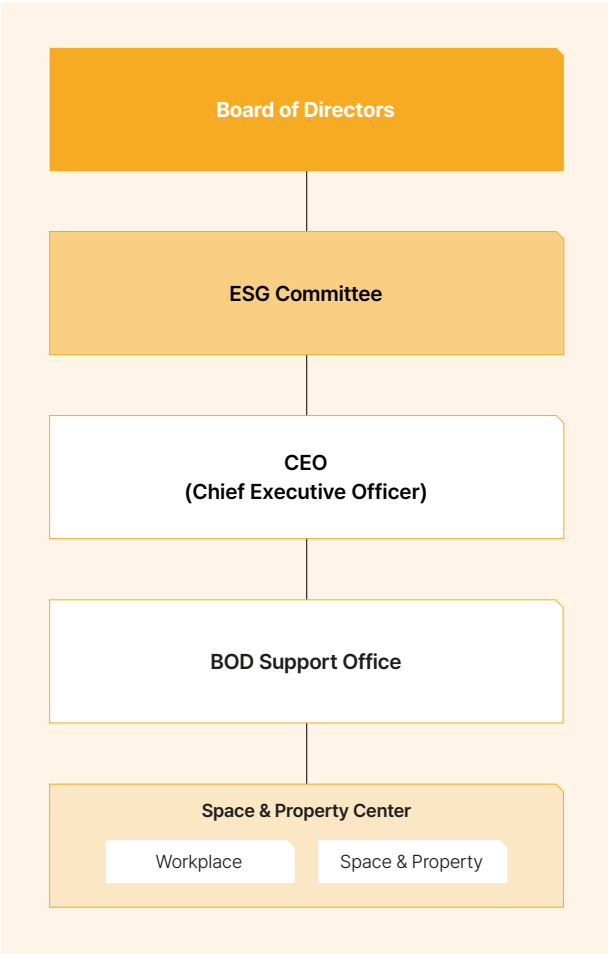 Board of Directors
ESG Committee
CEO
(Chief Executive Officer)
BOD Support Office
Space & Property Center
Workplace
Space & Property